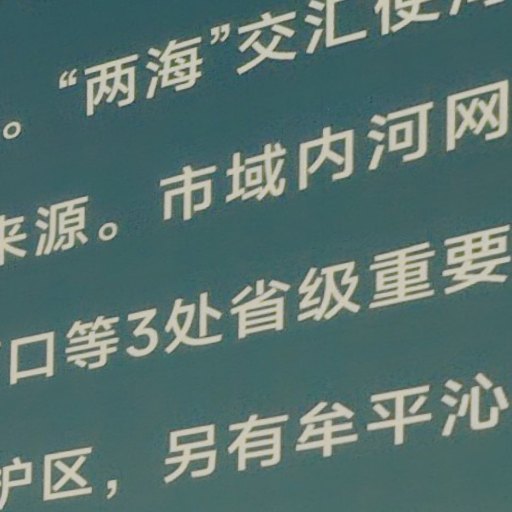 。“两海”交汇使
来源。市域内河网
口等3处省级重要
护区，另有牟平沁